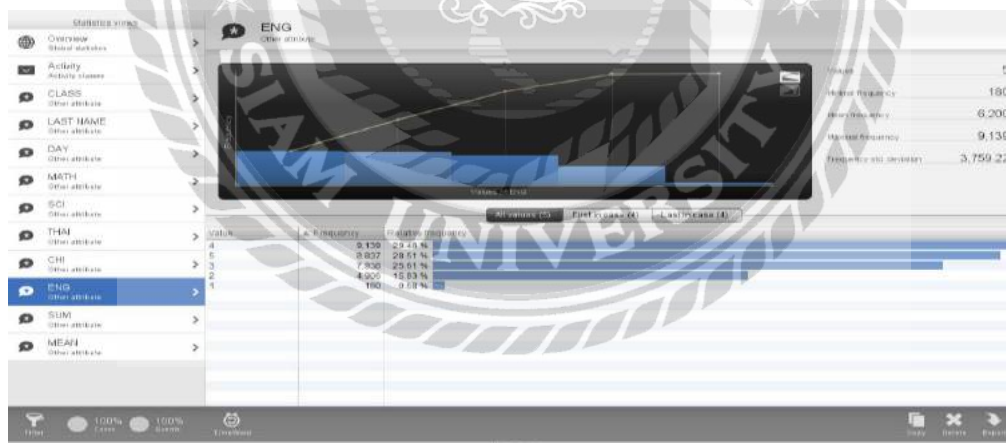 Statistics views
Overview
Global statistics
Activity
Activity classes
CLASS
Other attribute
LAST NAME
Other attribute
DAY
Other attribute
MATH
Other attribute
SCI
Other attribute
THAI
Other attribute
CHI
Other attribute
ENG
Other attribute
SUM
Other attribute
MEAN
Other attribute
ENG
Other attribute
Frequency
Values
5
Minimal frequency
180
Mean frequency
6,200
Maximal frequency
9,139
Frequency std. deviation
3,759.22
All values (5) First in case (4) Last in case (4)
Value Frequency Relative frequency
4 9,139 29.48 %
5 8,837 28.51 %
3 25.61 %
2 4,906 15.83 %
1 180 0.58 %
SIAM UNIVERSITY
Filter
100%
Cases
100%
Events
Copy
Delete
Export